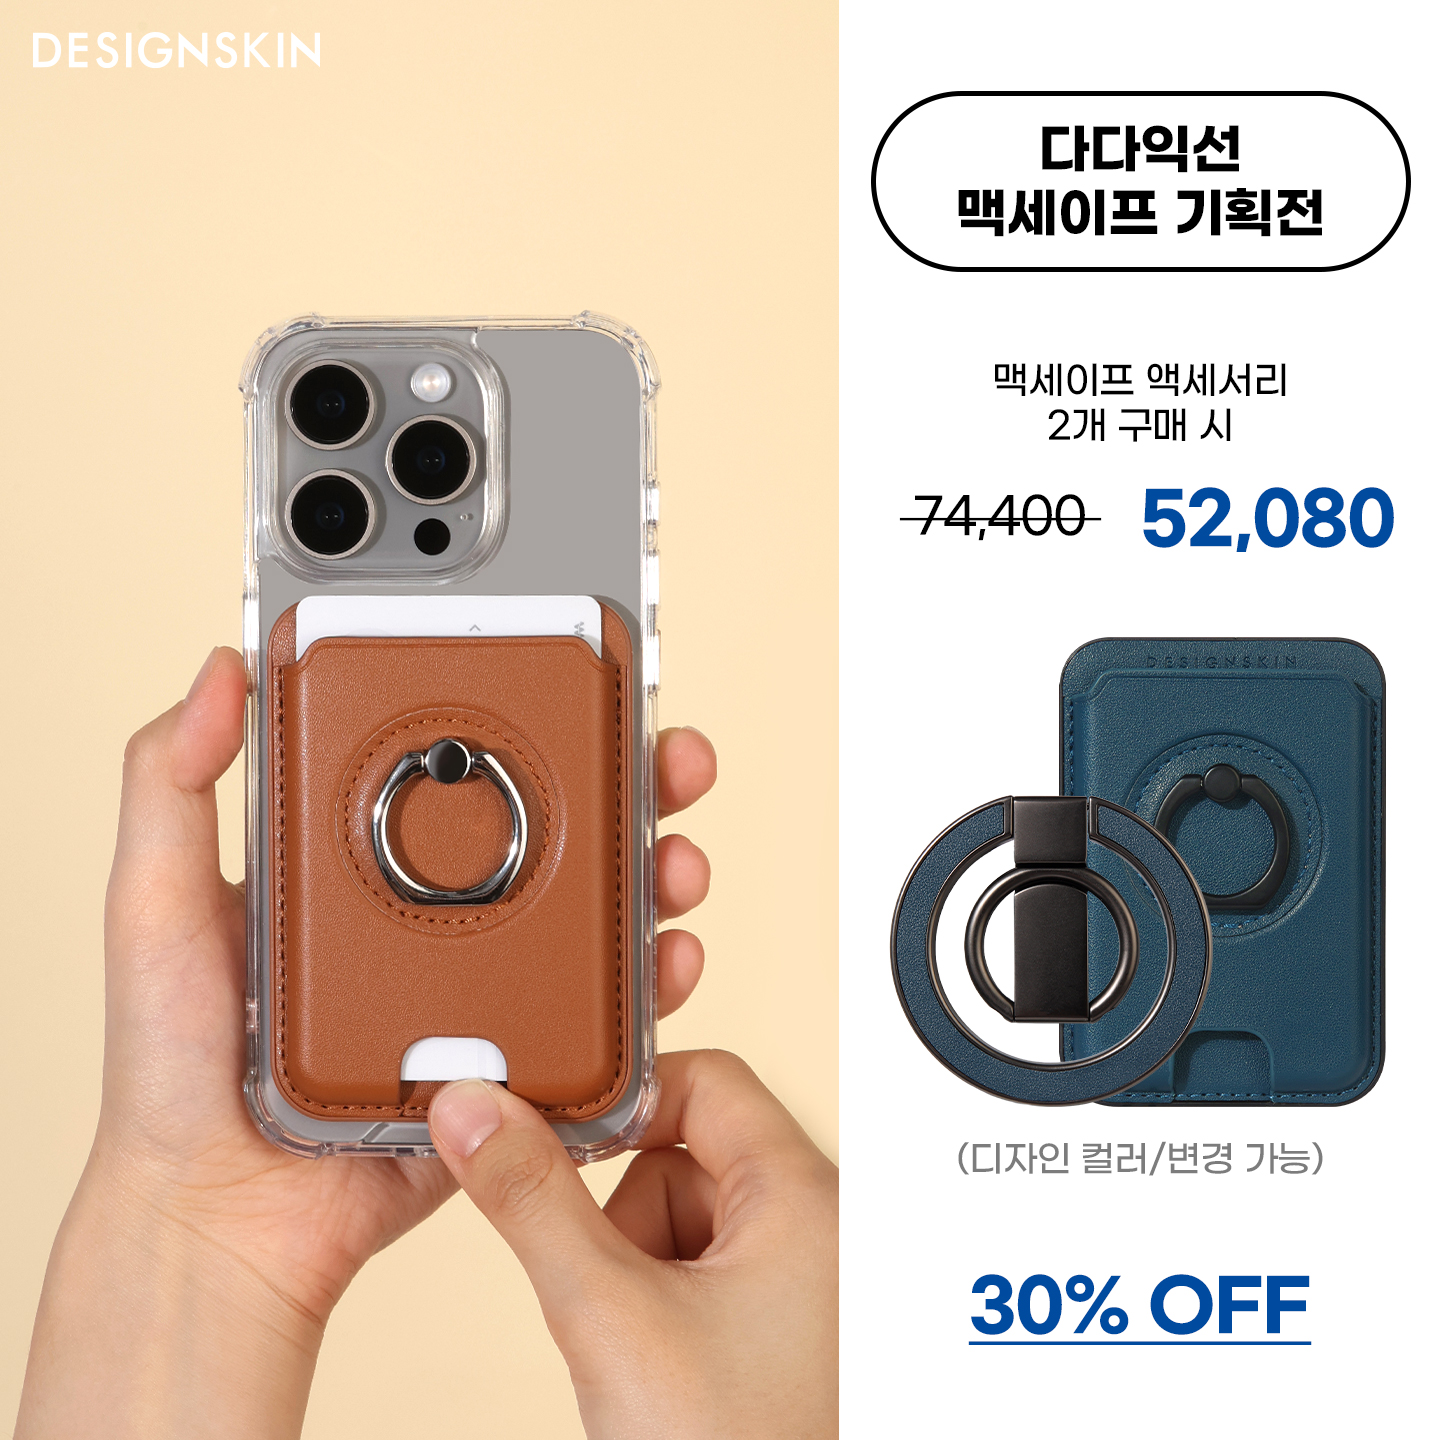 DESIGNSKIN
다다익선
맥세이프 기획전
맥세이프 액세서리
2개 구매 시
74,400 52,080
DESIGNSKIN
(디자인 컬러/변경 가능)
30% OFF